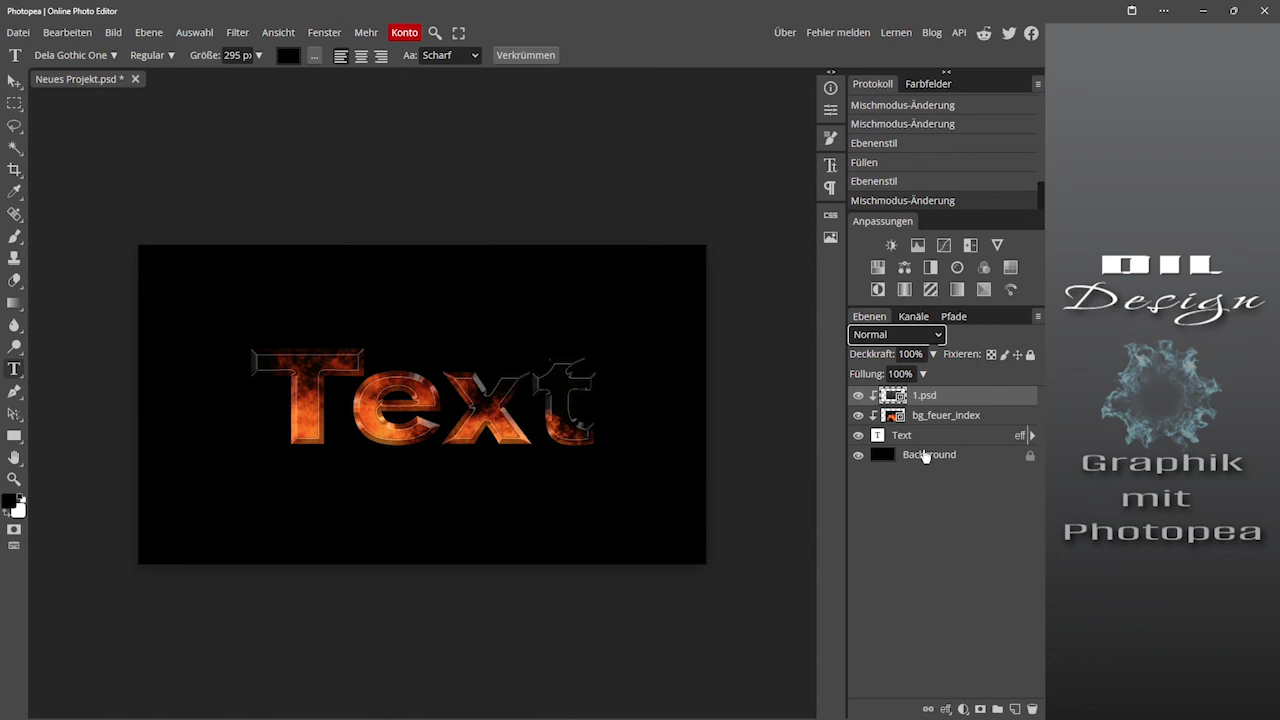 Photopea | Online Photo Editor
Datei Bearbeiten Bild Ebene Auswahl Filter Ansicht Fenster Mehr Konto Über Fehler melden Lernen Blog API
T Dela Gothic One Regular Größe: 295 px ... Aa: Scharf Verkrümmen
Neues Projekt.psd *
Protokoll Farbfelder
Mischmodus-Änderung
Mischmodus-Änderung
Ebenenstil
Füllen
Ebenenstil
Mischmodus-Änderung
CSS
Anpassungen
Ebenen Kanäle Pfade
Normal
Deckkraft: 100% Fixieren:
Füllung: 100%
1.psd
bg_feuer_index
T Text eff
Background
eff
Text
DIL
Design
Graphik
mit
Photopea